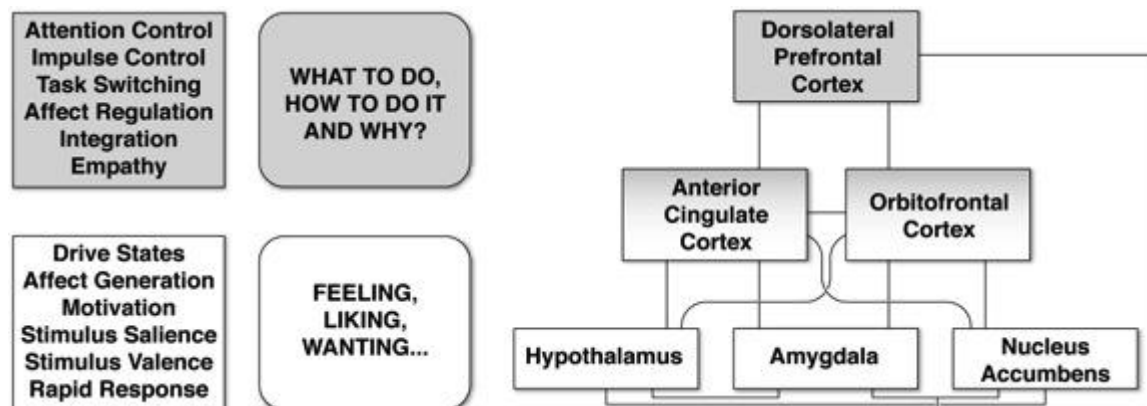 Attention Control
Impulse Control
Task Switching
Affect Regulation
Integration
Empathy
WHAT TO DO,
HOW TO DO IT
AND WHY?
Dorsolateral
Prefrontal
Cortex
Anterior
Cingulate
Cortex
Orbitofrontal
Cortex
Drive States
Affect Generation
Motivation
Stimulus Salience
Stimulus Valence
Rapid Response
FEELING,
LIKING,
WANTING...
Hypothalamus
Amygdala
Nucleus
Accumbens